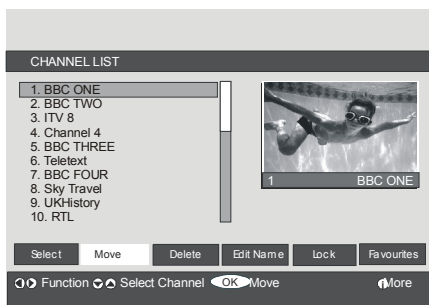 CHANNEL LIST
1. BBC ONE
2. BBC TWO
3. ITV 8
4. Channel 4
5. BBC THREE
6. Teletext
7. BBC FOUR
8. Sky Travel
9. UKHistory
10. RTL
1 BBC ONE
Select Move Delete Edit Name Lock Favourites
Function Select Channel OK Move i More